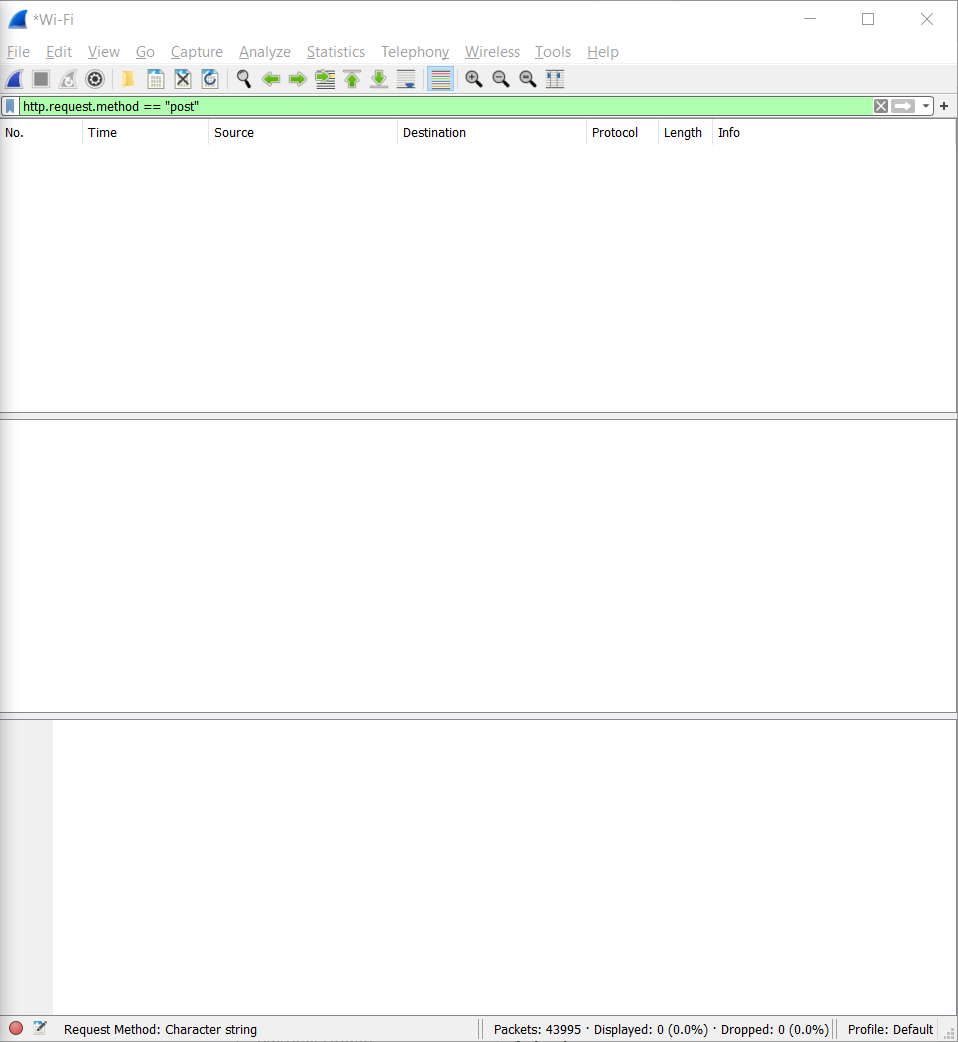 *Wi-Fi
File Edit View Go Capture Analyze Statistics Telephony Wireless Tools Help
http.request.method == "post"
No. Time Source Destination Protocol Length Info
Request Method: Character string Packets: 43995 · Displayed: 0 (0.0%) · Dropped: 0 (0.0%) Profile: Default